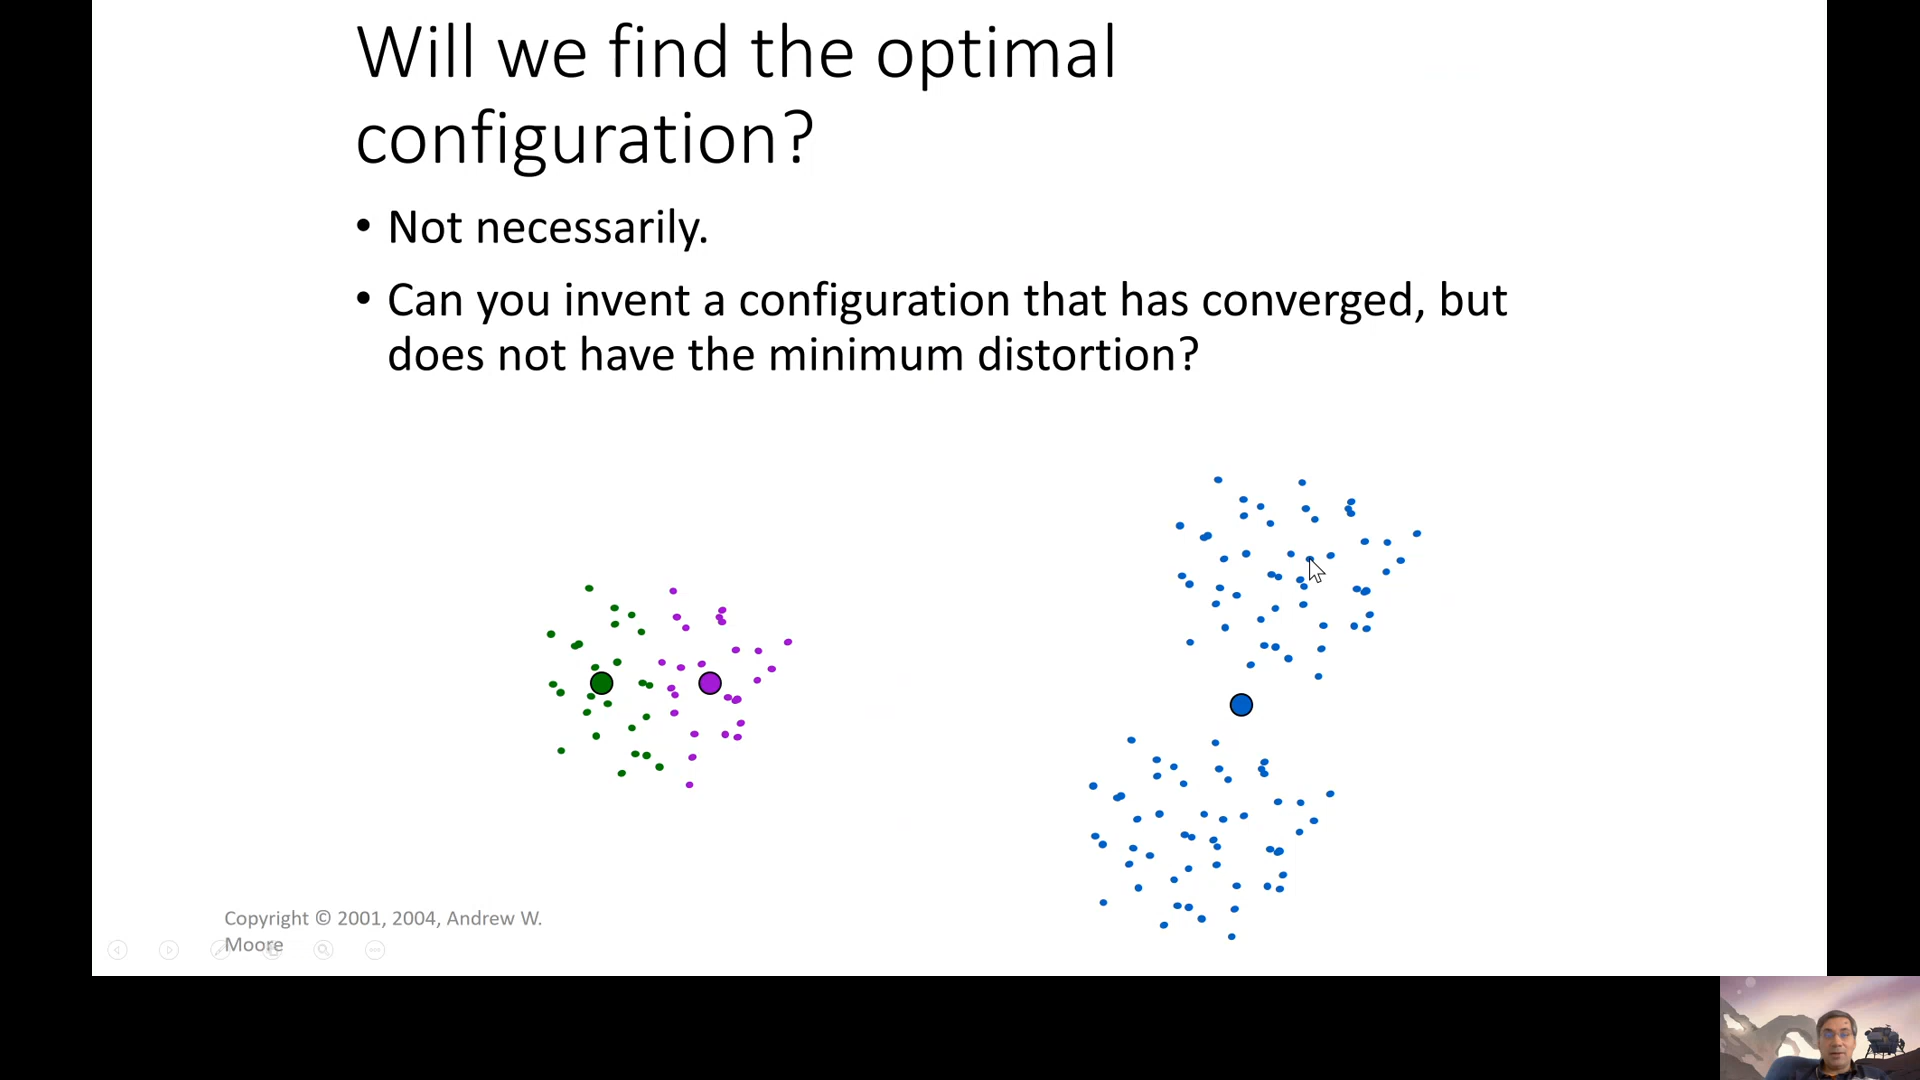 Will we find the optimal
configuration?
• Not necessarily.
• Can you invent a configuration that has converged, but
does not have the minimum distortion?
Copyright © 2001, 2004, Andrew W.
Moore